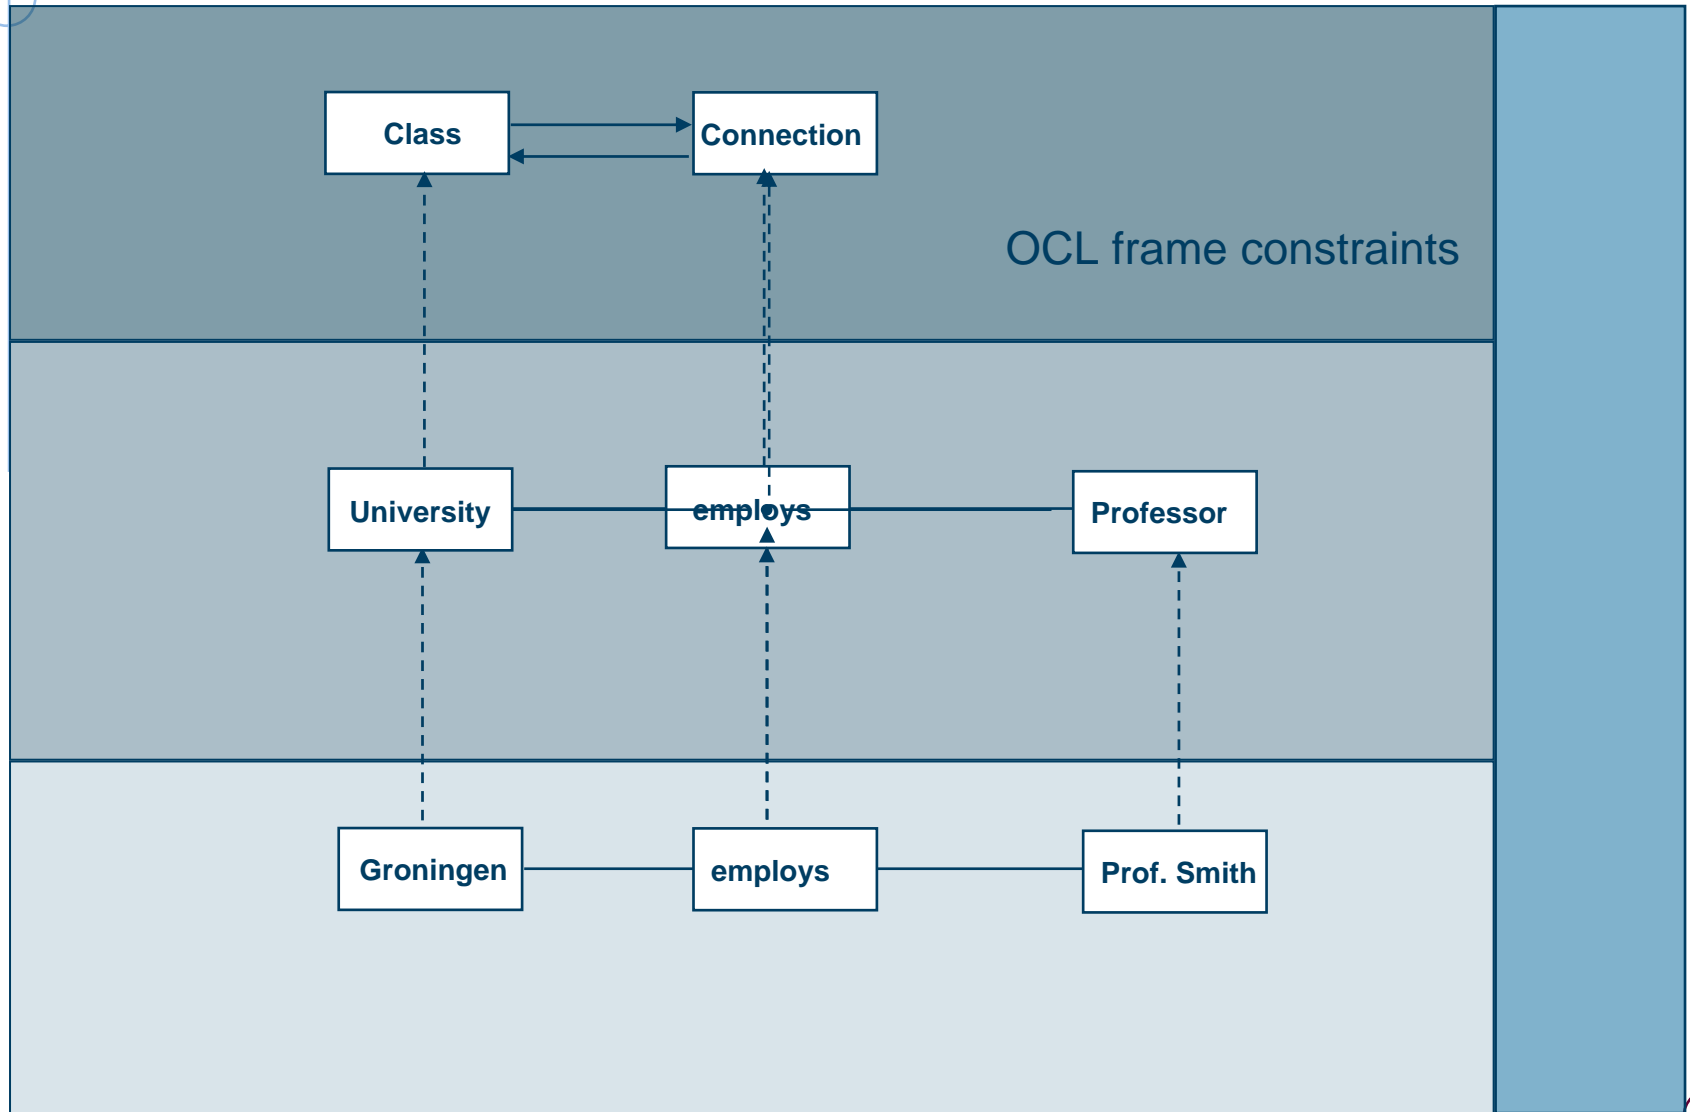 Class
Connection
OCL frame constraints
University
employs
Professor
Groningen
employs
Prof. Smith